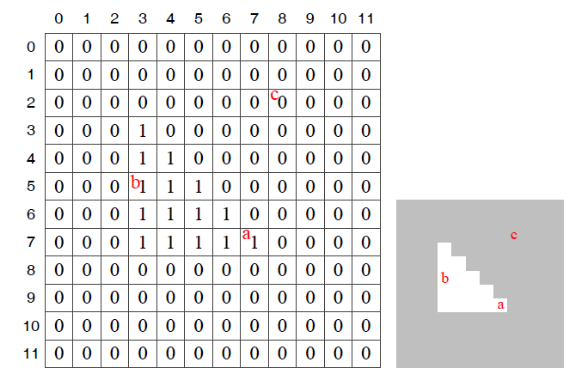 0 1 2 3 4 5 6 7 8 9 10 11
0 0 0 0 0 0 0 0 0 0 0 0 0
1 0 0 0 0 0 0 0 0 0 0 0 0
2 0 0 0 0 0 0 0 0 c0 0 0 0
3 0 0 0 1 0 0 0 0 0 0 0 0
4 0 0 0 1 1 0 0 0 0 0 0 0
5 0 0 0 b1 1 1 0 0 0 0 0 0
6 0 0 0 1 1 1 1 0 0 0 0 0
7 0 0 0 1 1 1 1 a1 0 0 0 0
8 0 0 0 0 0 0 0 0 0 0 0 0
9 0 0 0 0 0 0 0 0 0 0 0 0
10 0 0 0 0 0 0 0 0 0 0 0 0
11 0 0 0 0 0 0 0 0 0 0 0 0
c
b
a